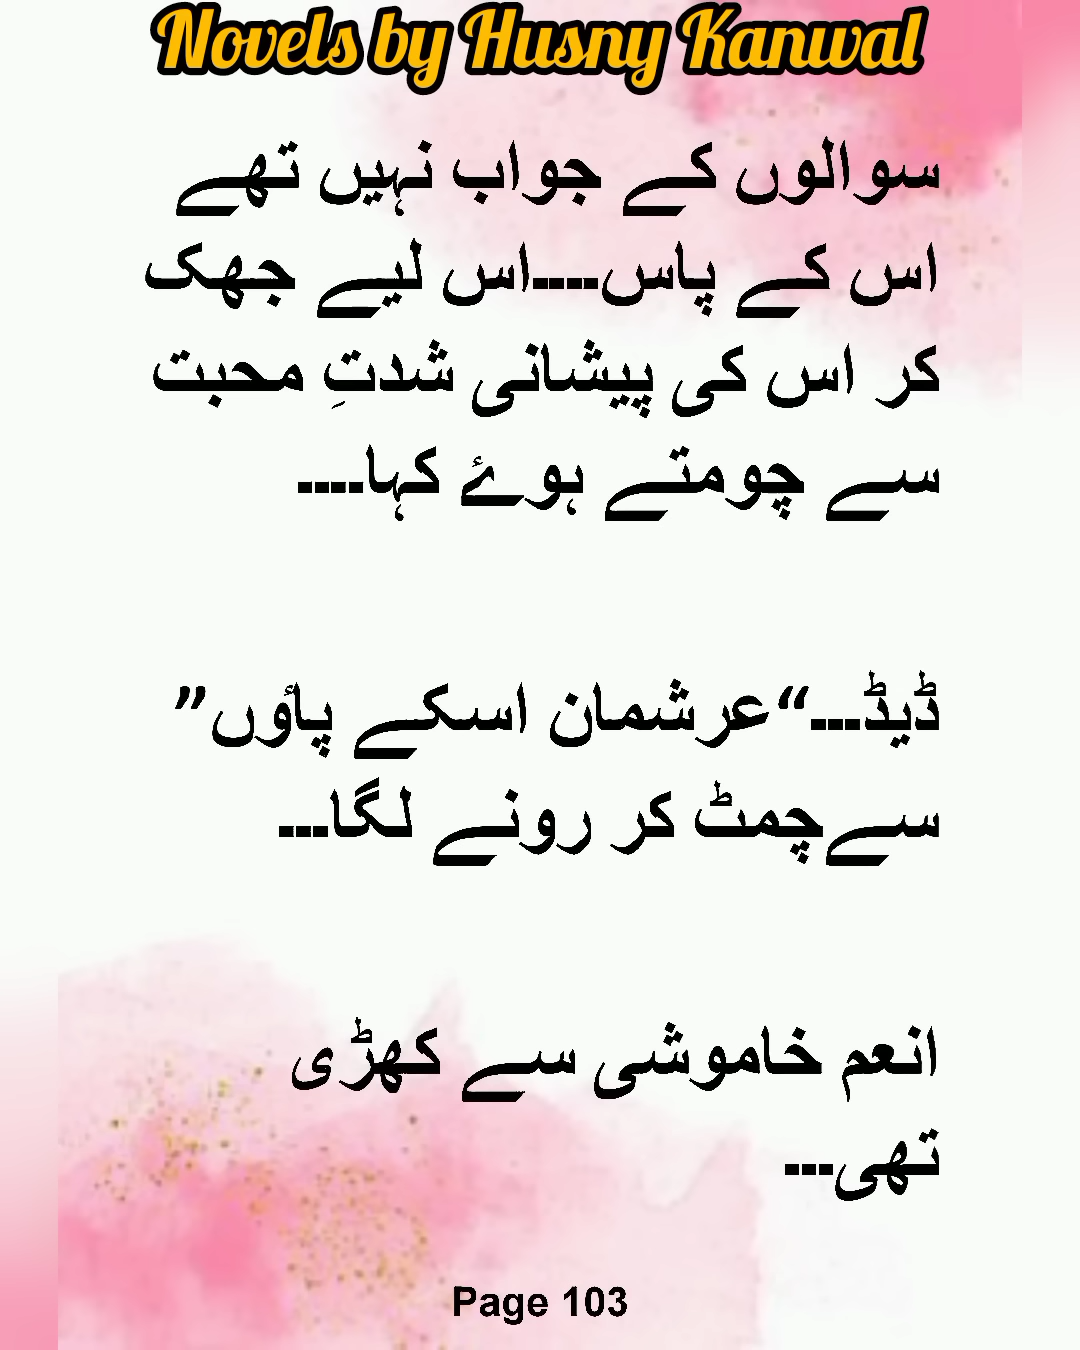 Novels by Husny Kanwal
سوالوں کے جواب نہیں تھے
اس کے پاس----اس لیے جھک
کر اس کی پیشانی شدتِ محبت
سے چومتے ہوۓ کہا----
ڈیڈ---“عرشمان اسکے پاؤں”
سےچمٹ کر رونے لگا---
انعم خاموشی سے کھڑی
تھی---
Page 103